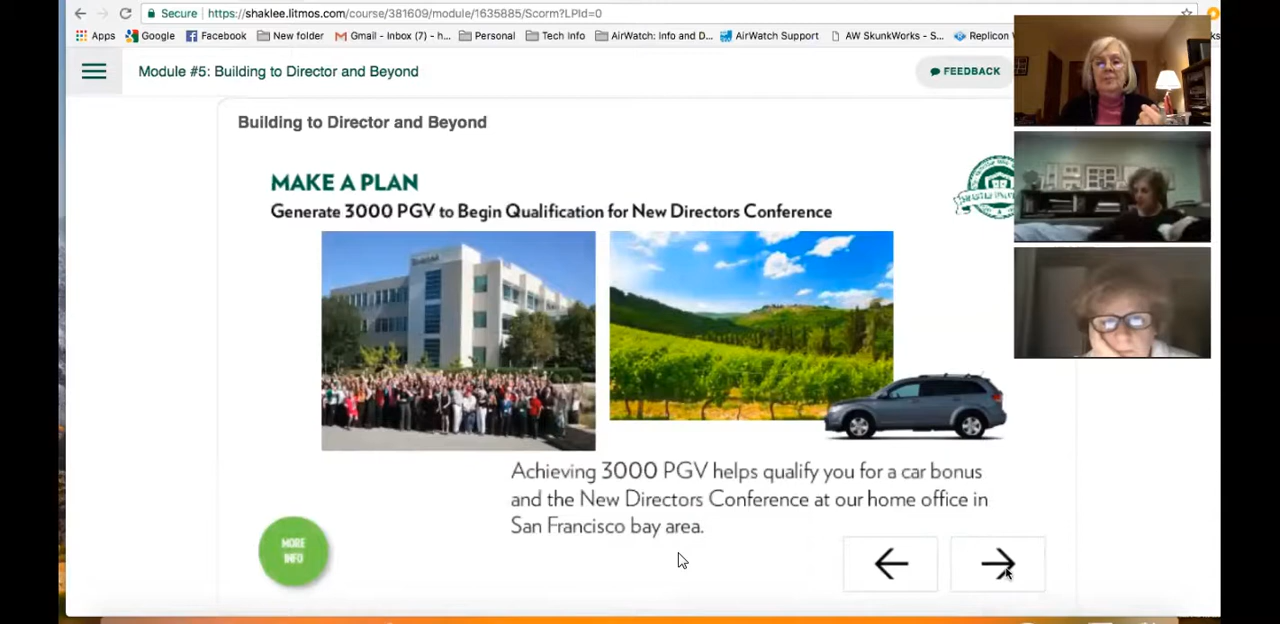 Secure https://shaklee.litmos.com/course/381609/module/1635885/Scorm?LPId=0
Apps Google Facebook New folder Gmail - Inbox (7) - h... Personal Tech Info AirWatch: Info and D... AirWatch Support AW SkunkWorks - S... Replicon
Module #5: Building to Director and Beyond
FEEDBACK
Building to Director and Beyond
MAKE A PLAN
Generate 3000 PGV to Begin Qualification for New Directors Conference
Achieving 3000 PGV helps qualify you for a car bonus
and the New Directors Conference at our home office in
San Francisco bay area.
MORE
INFO